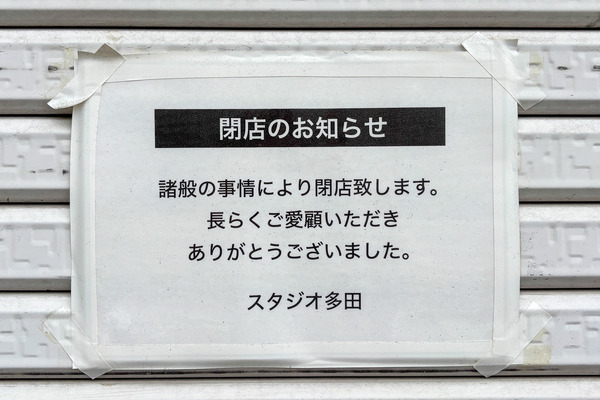 閉店のお知らせ
諸般の事情により閉店致します。
長らくご愛顧いただき
ありがとうございました。
スタジオ多田